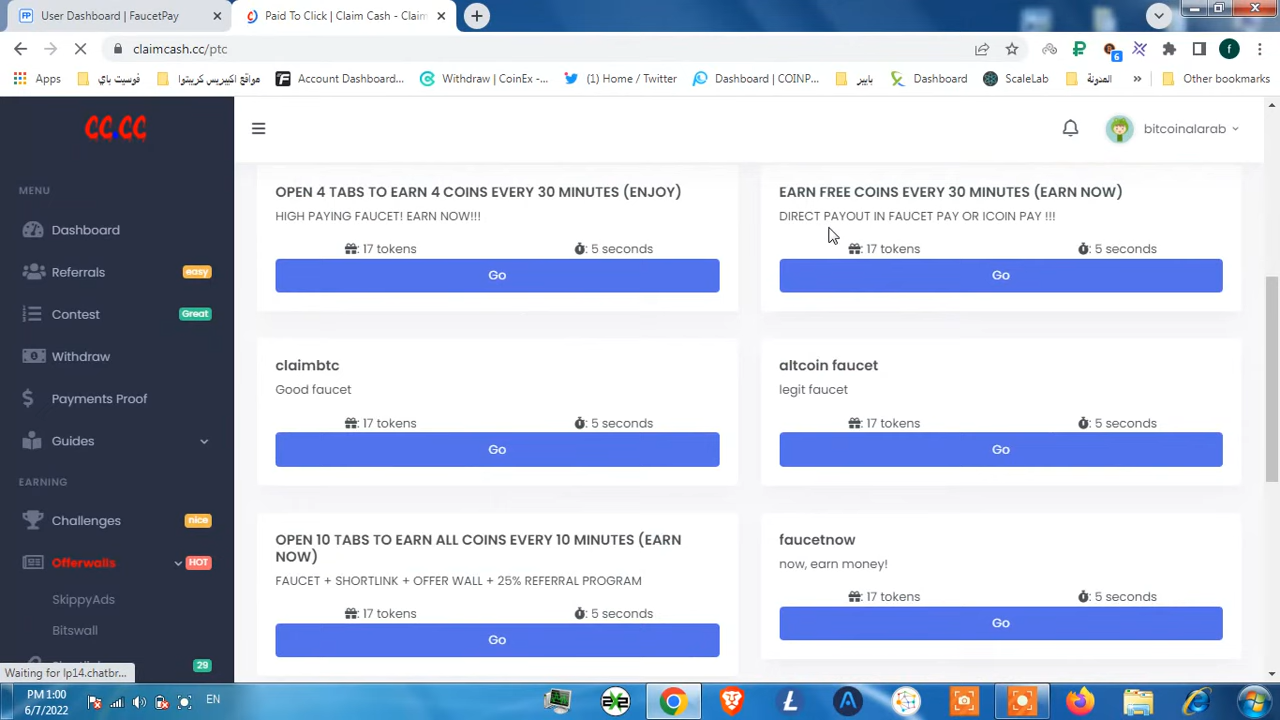 User Dashboard | FaucetPay
Paid To Click | Claim Cash - Claim
claimcash.cc/ptc
6
f
Apps
فوسيت باي
مواقع اكيبريس كريبتوا
Account Dashboard...
Withdraw | CoinEx -...
(1) Home / Twitter
Dashboard | COINP...
بايير
Dashboard
ScaleLab
المدونة
»
Other bookmarks
CC.CC
bitcoinalarab
MENU
Dashboard
Referrals easy
Contest Great
Withdraw
Payments Proof
Guides
EARNING
Challenges nice
Offerwalls HOT
SkippyAds
Bitswall
29
OPEN 4 TABS TO EARN 4 COINS EVERY 30 MINUTES (ENJOY)
HIGH PAYING FAUCET! EARN NOW!!!
: 17 tokens : 5 seconds
Go
EARN FREE COINS EVERY 30 MINUTES (EARN NOW)
DIRECT PAYOUT IN FAUCET PAY OR ICOIN PAY !!!
: 17 tokens : 5 seconds
Go
claimbtc
Good faucet
: 17 tokens : 5 seconds
Go
altcoin faucet
legit faucet
: 17 tokens : 5 seconds
Go
OPEN 10 TABS TO EARN ALL COINS EVERY 10 MINUTES (EARN
NOW)
FAUCET + SHORTLINK + OFFER WALL + 25% REFERRAL PROGRAM
: 17 tokens : 5 seconds
Go
faucetnow
now, earn money!
: 17 tokens : 5 seconds
Go
Waiting for lp14.chatbr...
PM 1:00
6/7/2022
EN